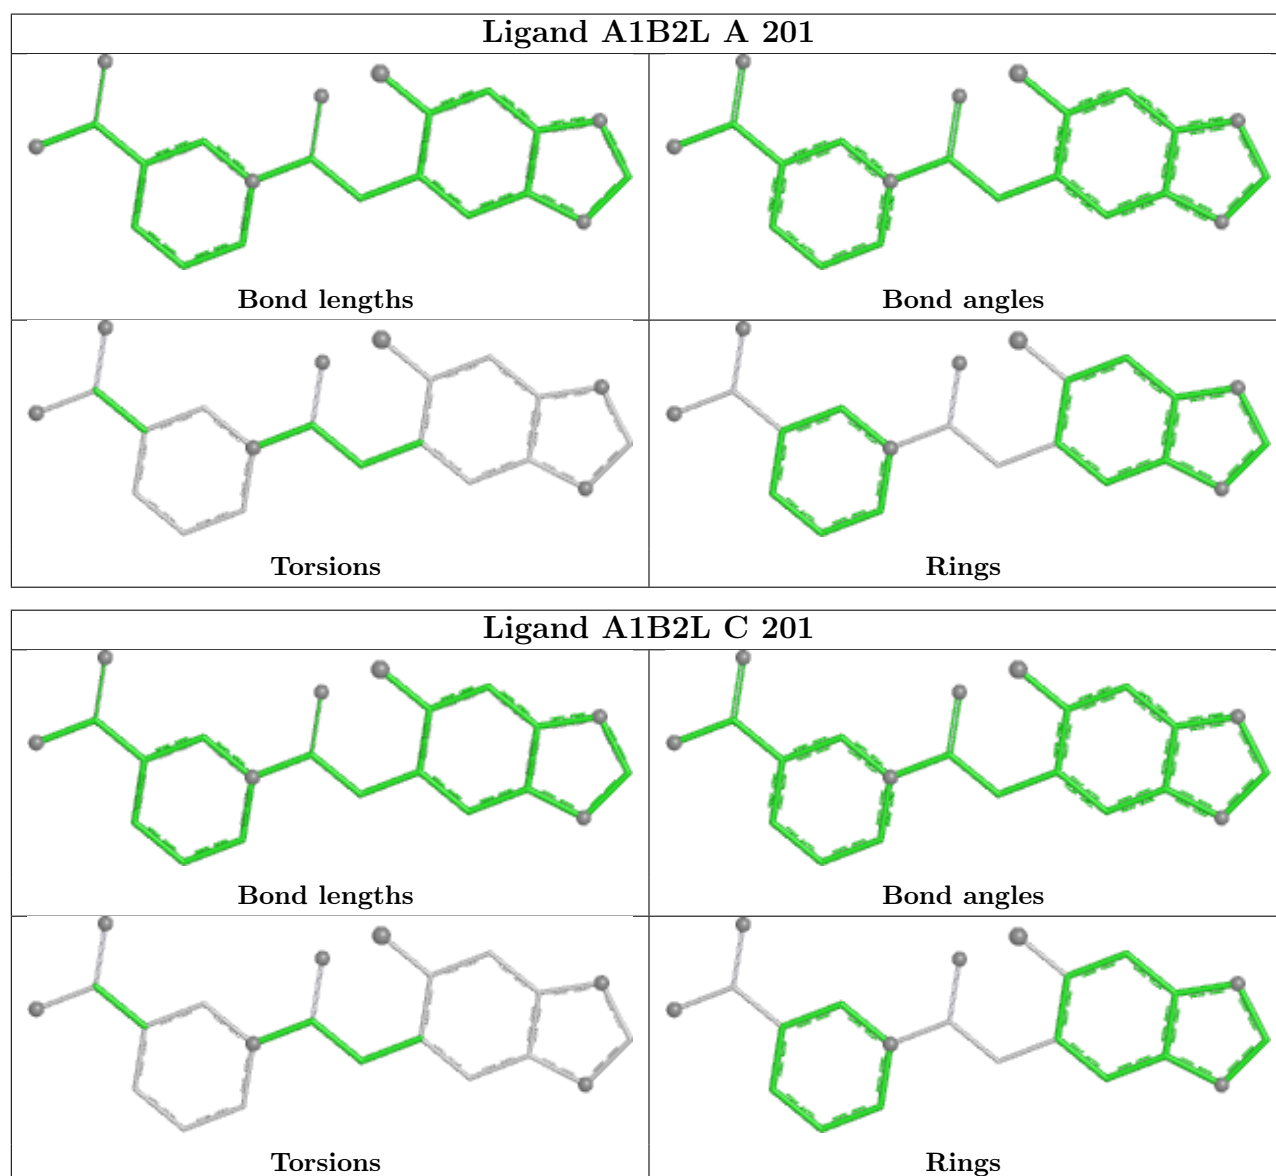 Ligand A1B2L A 201
Bond lengths
Bond angles
Torsions
Rings
Ligand A1B2L C 201
Bond lengths
Bond angles
Torsions
Rings